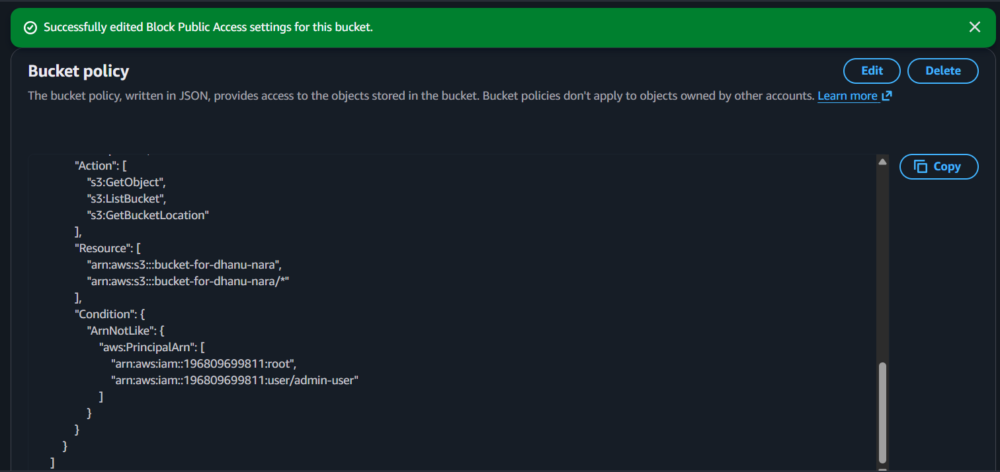 Successfully edited Block Public Access settings for this bucket.
Bucket policy
Edit
Delete
The bucket policy, written in JSON, provides access to the objects stored in the bucket. Bucket policies don't apply to objects owned by other accounts. Learn more
Copy
"Action": [
"s3:GetObject",
"s3:ListBucket",
"s3:GetBucketLocation"
],
"Resource": [
"arn:aws:s3:::bucket-for-dhanu-nara",
"arn:aws:s3:::bucket-for-dhanu-nara/*"
],
"Condition": {
"ArnNotLike": {
"aws:PrincipalArn": [
"arn:aws:iam::196809699811:root",
"arn:aws:iam::196809699811:user/admin-user"
]
}
}
}
]